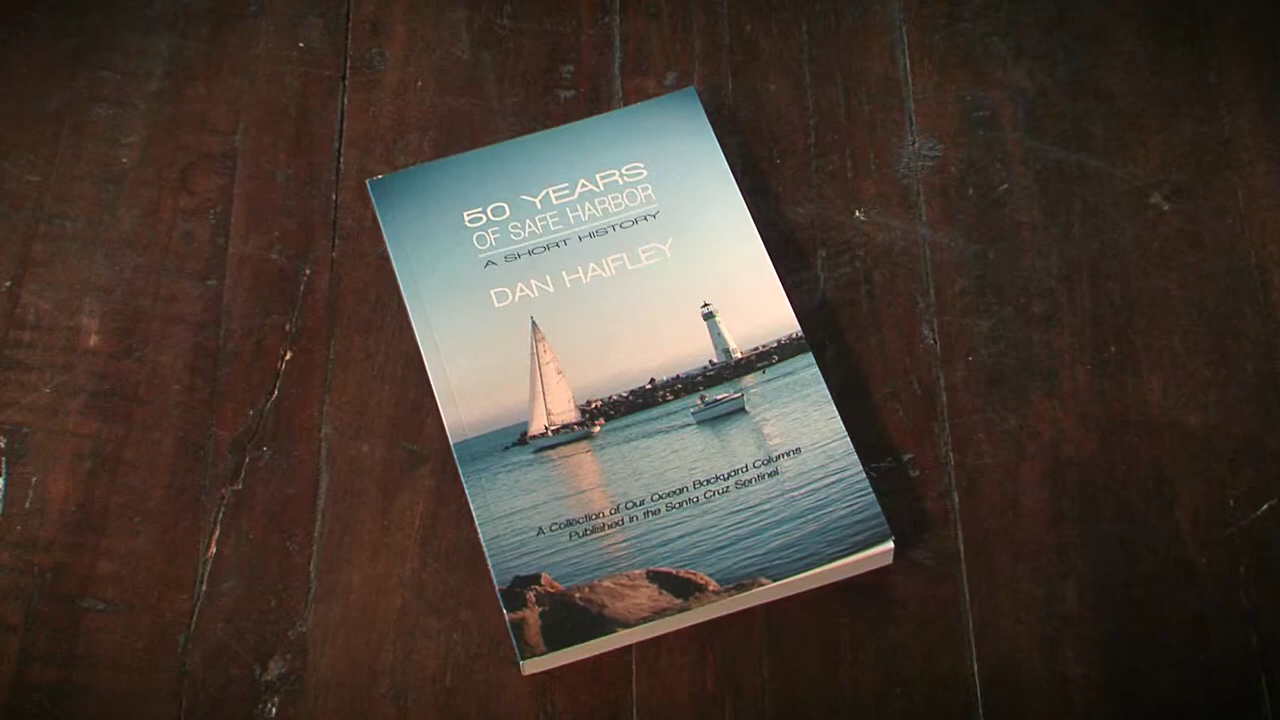 50 YEARS
OF SAFE HARBOR
A SHORT HISTORY
DAN HAIFLEY
A Collection of Our Ocean Backyard Columns
Published in the Santa Cruz Sentinel